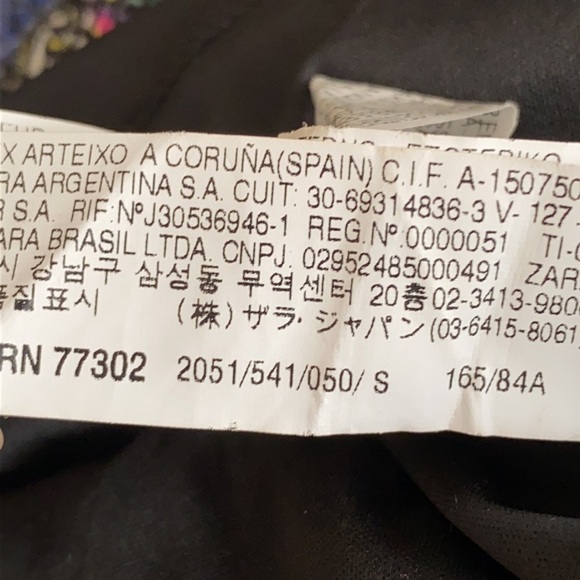 X ARTEIXO A CORUÑA(SPAIN) C.I.F. A-150750
RA ARGENTINA S.A. CUIT: 30-69314836-3 V- 127
S.A. RIF:NºJ30536946-1 REG.Nº.0000051 TI-
ARA BRASIL LTDA. CNPJ. 02952485000491 ZAR
시 강남구 삼성동 무역센터 20층 02-3413-980
품질표시 (株)ザラ・ジャパン (03-6415-8061
RN 77302 2051/541/050/ S 165/84A